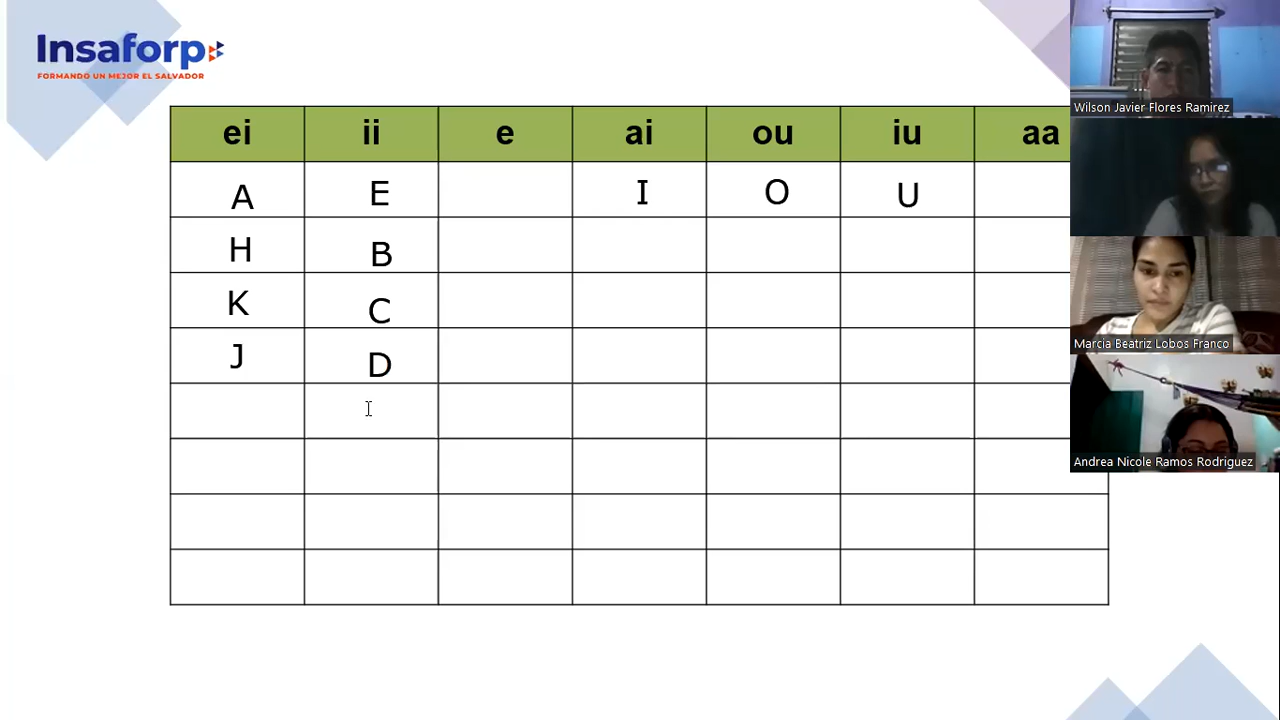 Insaforp
FORMANDO UN MEJOR EL SALVADOR
ei ii e ai ou iu aa
A E I O U
H B
K C
J D
Wilson Javier Flores Ramirez
Marcia Beatriz Lobos Franco
Andrea Nicole Ramos Rodriguez